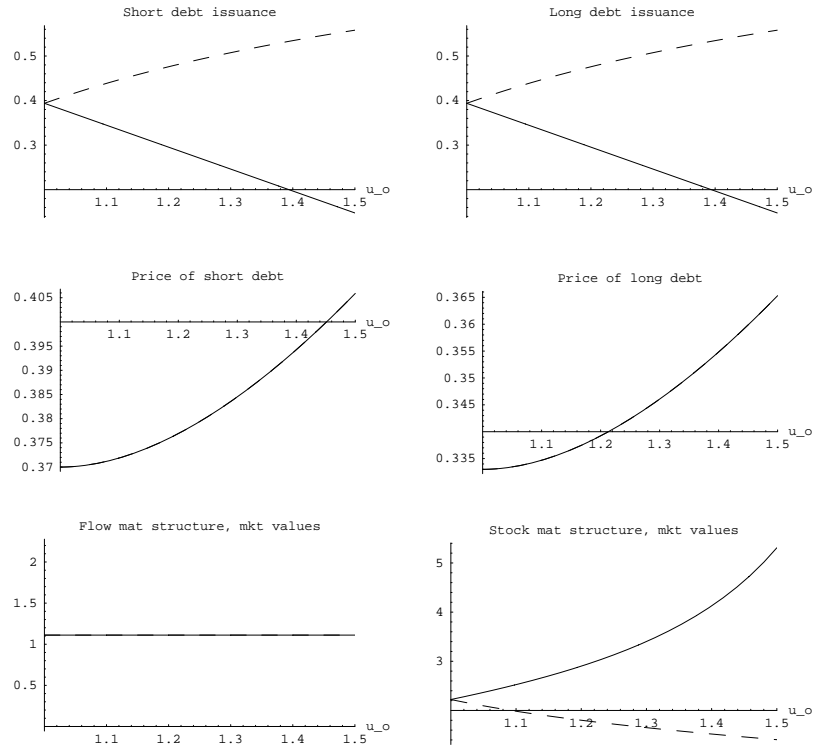 Short debt issuance
0.5
0.4
0.3
1.1 1.2 1.3 1.4 1.5
u_o
Long debt issuance
0.5
0.4
0.3
1.1 1.2 1.3 1.4 1.5
u_o
Price of short debt
0.405
0.395
0.39
0.385
0.38
0.375
0.37
1.1 1.2 1.3 1.4 1.5
u_o
Price of long debt
0.365
0.36
0.355
0.35
0.345
0.335
1.1 1.2 1.3 1.4 1.5
u_o
Flow mat structure, mkt values
2
1.5
1
0.5
1.1 1.2 1.3 1.4 1.5
u_o
Stock mat structure, mkt values
5
4
3
1.1 1.2 1.3 1.4 1.5
u_o